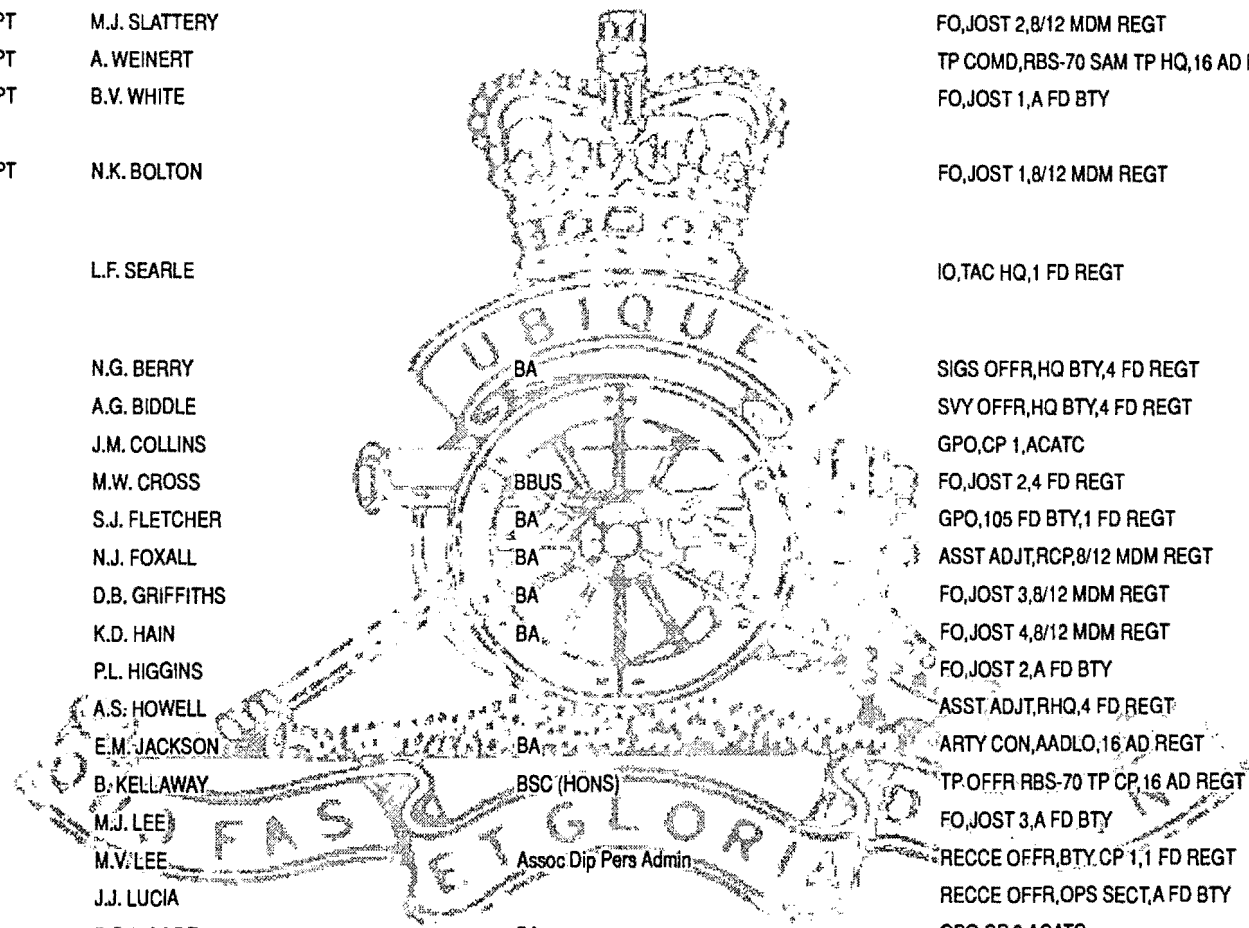 PT M.J. SLATTERY FO,JOST 2,8/12 MDM REGT
PT A. WEINERT TP COMD,RBS-70 SAM TP HQ,16 AD
PT B.V. WHITE FO,JOST 1,A FD BTY
PT N.K. BOLTON FO,JOST 1,8/12 MDM REGT
L.F. SEARLE IO,TAC HQ,1 FD REGT
UBIQUE
N.G. BERRY BA SIGS OFFR,HQ BTY,4 FD REGT
A.G. BIDDLE SVY OFFR,HQ BTY,4 FD REGT
J.M. COLLINS GPO,CP 1,ACATC
M.W. CROSS BBUS FO,JOST 2,4 FD REGT
S.J. FLETCHER BA GPO,105 FD BTY,1 FD REGT
N.J. FOXALL BA ASST ADJT,RCP,8/12 MDM REGT
D.B. GRIFFITHS BA FO,JOST 3,8/12 MDM REGT
K.D. HAIN BA FO,JOST 4,8/12 MDM REGT
P.L. HIGGINS FO,JOST 2,A FD BTY
A.S. HOWELL ASST ADJT,RHQ,4 FD REGT
E.M. JACKSON BA ARTY CON,AADLO,16 AD REGT
B. KELLAWAY BSC (HONS) TP OFFR RBS-70 TP CP,16 AD REGT
M.J. LEE FO,JOST 3,A FD BTY
FAS ET GLORIA
M.V. LEE Assoc Dip Pers Admin RECCE OFFR,BTY CP 1,1 FD REGT
J.J. LUCIA RECCE OFFR,OPS SECT,A FD BTY